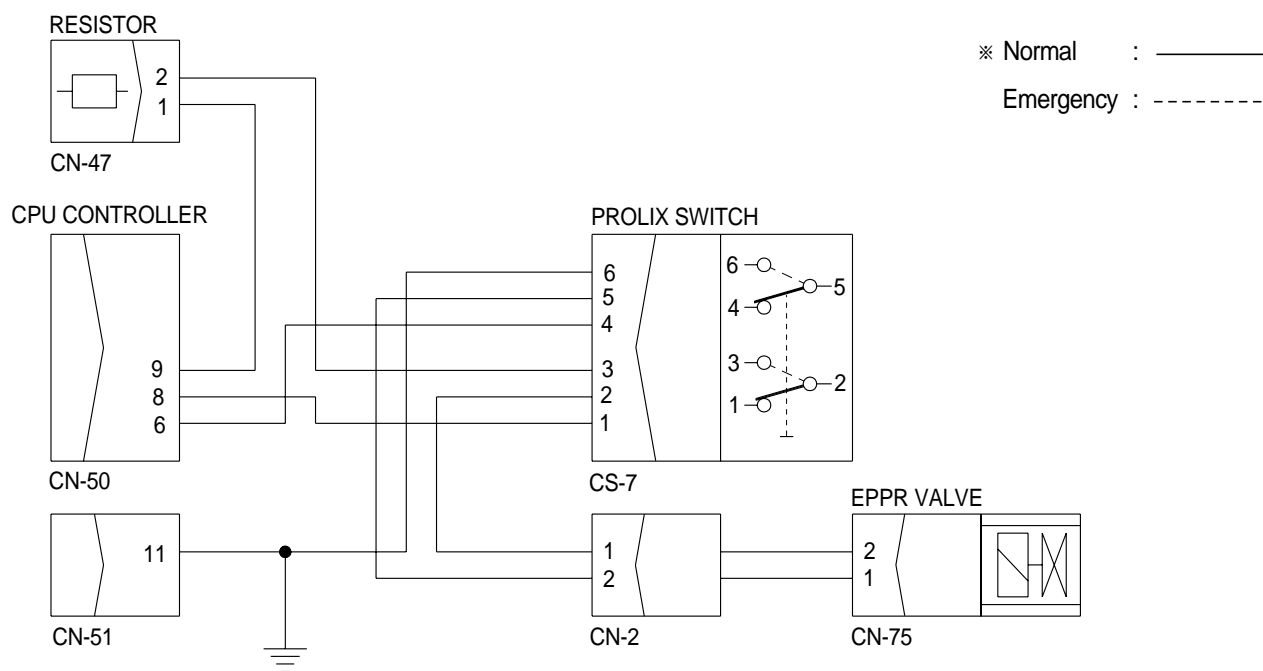 RESISTOR
2
1
CN-47
※ Normal :
Emergency :
CPU CONTROLLER
9
8
6
CN-50
PROLIX SWITCH
6
5
4
3
2
1
6
5
4
3
2
1
CS-7
11
CN-51
1
2
CN-2
EPPR VALVE
2
1
CN-75